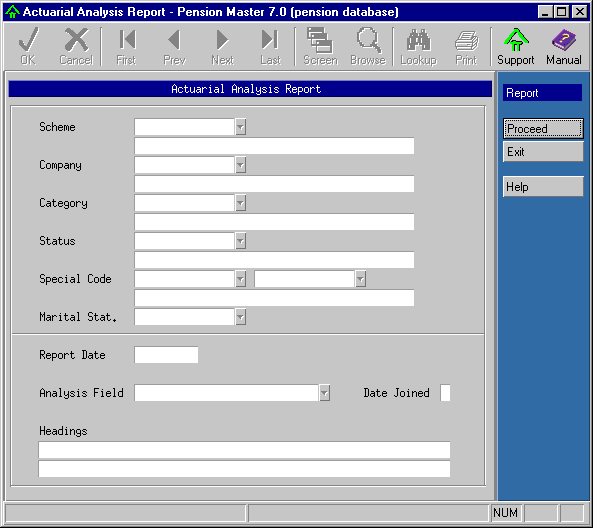 Actuarial Analysis Report - Pension Master 7.0 (pension database)
OK Cancel First Prev Next Last Screen Browse Lookup Print Support Manual
Actuarial Analysis Report
Report
Scheme
Proceed
Exit
Company
Help
Category
Status
Special Code
Marital Stat.
Report Date
Analysis Field Date Joined
Headings
NUM